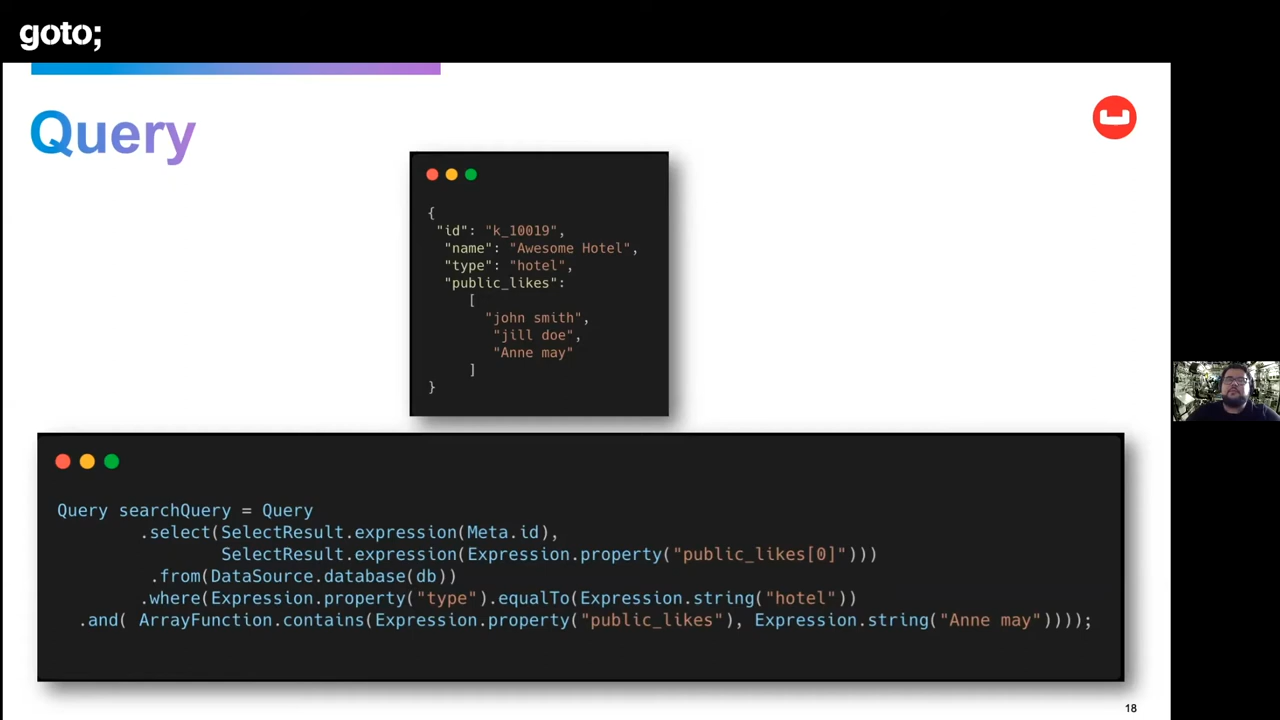 goto;
Query
{
"id": "k_10019",
"name": "Awesome Hotel",
"type": "hotel",
"public_likes":
[
"john smith",
"jill doe",
"Anne may"
]
}
Query searchQuery = Query
.select(SelectResult.expression(Meta.id),
SelectResult.expression(Expression.property("public_likes[0]")))
.from(DataSource.database(db))
.where(Expression.property("type").equalTo(Expression.string("hotel"))
.and( ArrayFunction.contains(Expression.property("public_likes"), Expression.string("Anne may"))));
18